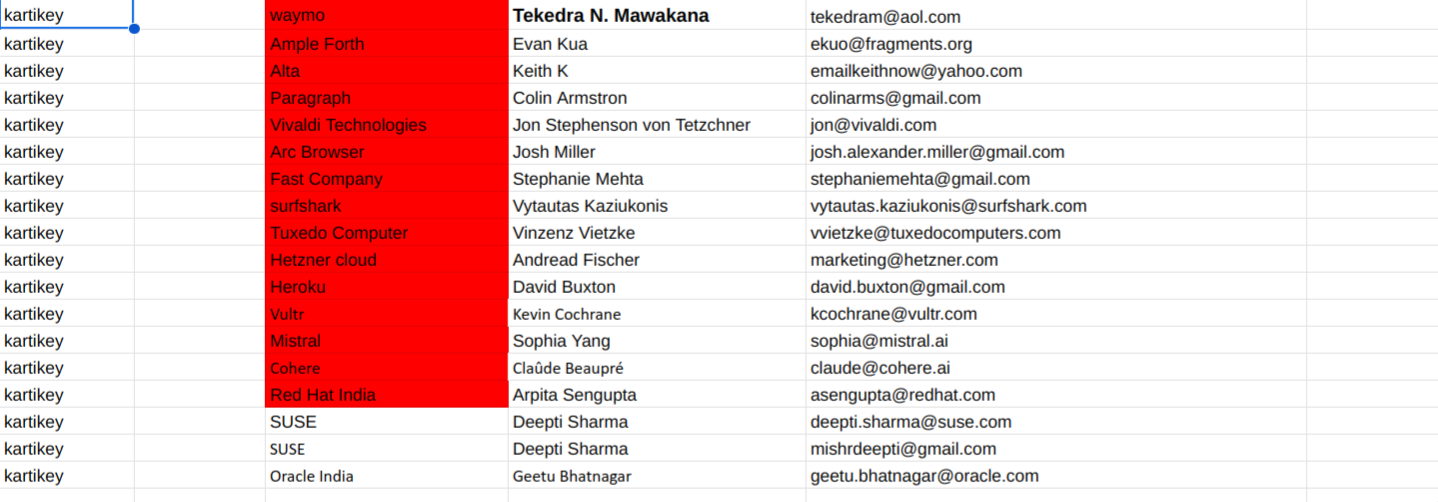 kartikey waymo Tekedra N. Mawakana tekedram@aol.com
kartikey Ample Forth Evan Kua ekuo@fragments.org
kartikey Alta Keith K emailkeithnow@yahoo.com
kartikey Paragraph Colin Armstron colinarms@gmail.com
kartikey Vivaldi Technologies Jon Stephenson von Tetzchner jon@vivaldi.com
kartikey Arc Browser Josh Miller josh.alexander.miller@gmail.com
kartikey Fast Company Stephanie Mehta stephaniemehta@gmail.com
kartikey surfshark Vytautas Kaziukonis vytautas.kaziukonis@surfshark.com
kartikey Tuxedo Computer Vinzenz Vietzke vvietzke@tuxedocomputers.com
kartikey Hetzner cloud Andread Fischer marketing@hetzner.com
kartikey Heroku David Buxton david.buxton@gmail.com
kartikey Vultr Kevin Cochrane kcochrane@vultr.com
kartikey Mistral Sophia Yang sophia@mistral.ai
kartikey Cohere Claûde Beaupré claude@cohere.ai
kartikey Red Hat India Arpita Sengupta asengupta@redhat.com
kartikey SUSE Deepti Sharma deepti.sharma@suse.com
kartikey SUSE Deepti Sharma mishrdeepti@gmail.com
kartikey Oracle India Geetu Bhatnagar geetu.bhatnagar@oracle.com